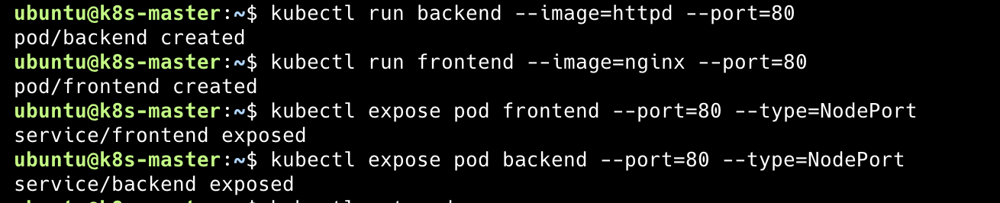 ubuntu@k8s-master:~$ kubectl run backend --image=httpd --port=80
pod/backend created
ubuntu@k8s-master:~$ kubectl run frontend --image=nginx --port=80
pod/frontend created
ubuntu@k8s-master:~$ kubectl expose pod frontend --port=80 --type=NodePort
service/frontend exposed
ubuntu@k8s-master:~$ kubectl expose pod backend --port=80 --type=NodePort
service/backend exposed